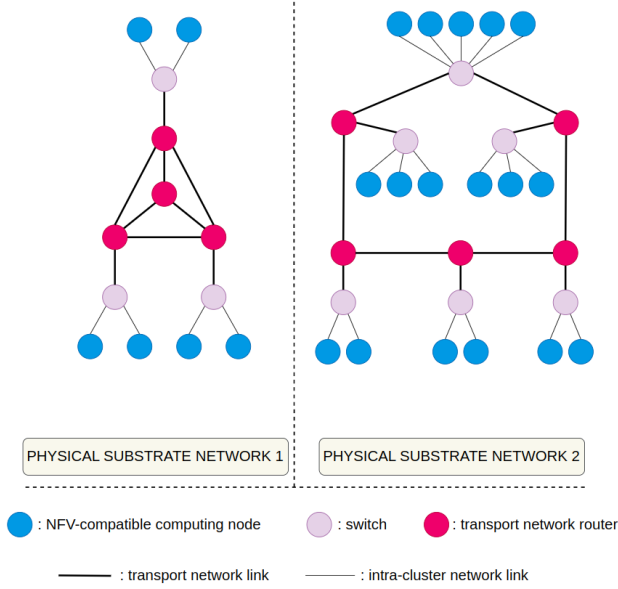 PHYSICAL SUBSTRATE NETWORK 1
PHYSICAL SUBSTRATE NETWORK 2
: NFV-compatible computing node
: switch
: transport network router
: transport network link
: intra-cluster network link